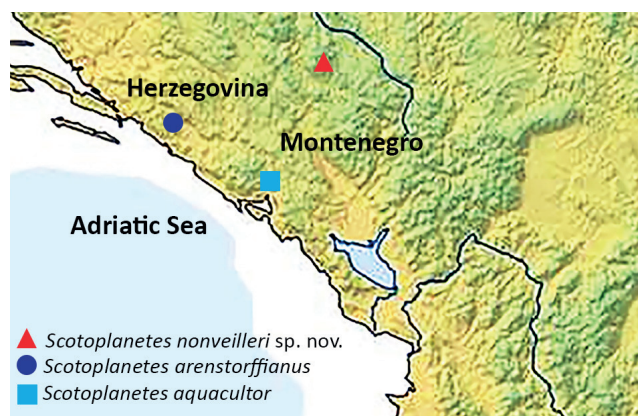 Herzegovina
Montenegro
Adriatic Sea
Scotoplanetes nonveilleri sp. nov.
Scotoplanetes arenstorffianus
Scotoplanetes aquacultor